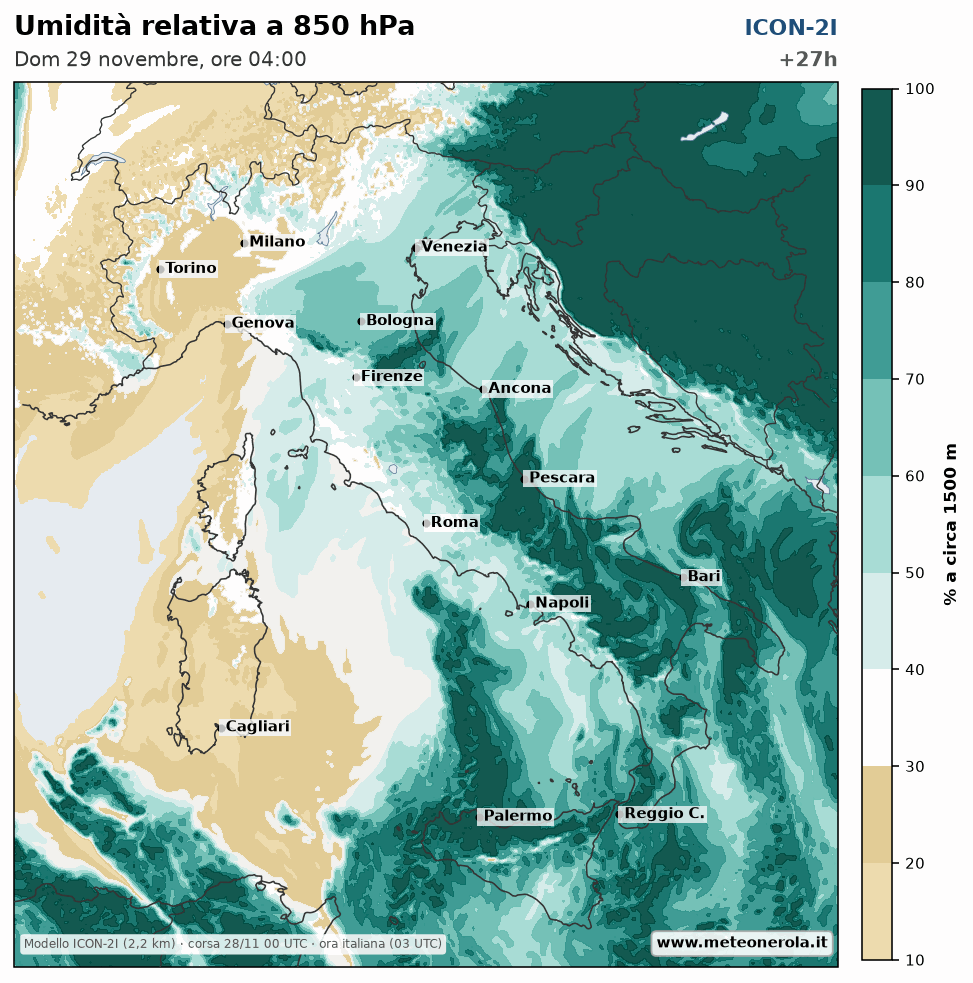 Umidità relativa a 850 hPa
ICON-2I
Dom 29 novembre, ore 04:00
+27h
100
90
80
70
60
50
40
30
20
10
% a circa 1500 m
Milano
Venezia
Torino
Genova
Bologna
Firenze
Ancona
Pescara
Roma
Bari
Napoli
Cagliari
Palermo
Reggio C.
Modello ICON-2I (2,2 km) · corsa 28/11 00 UTC · ora italiana (03 UTC)
www.meteonerola.it